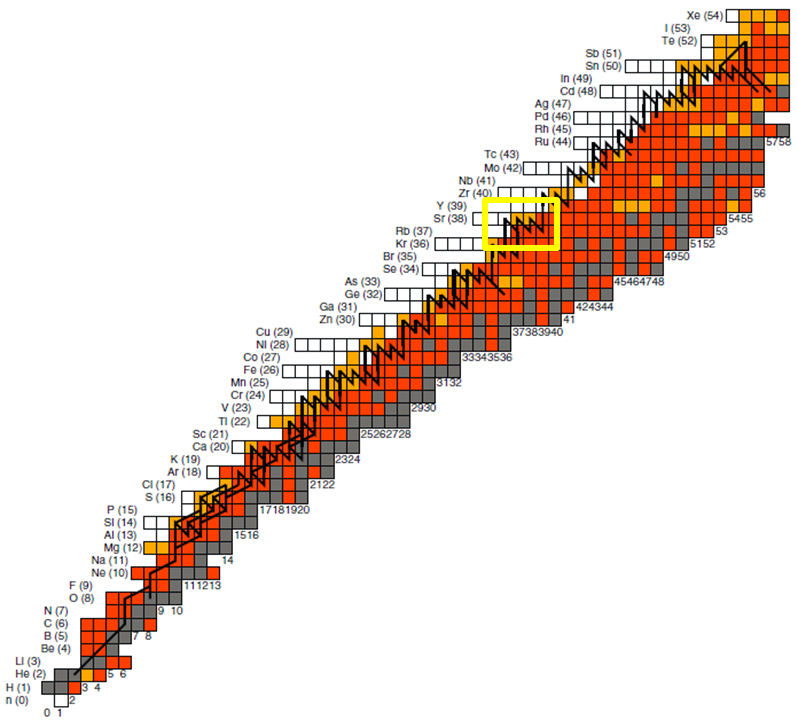 Xe (54)
I (53)
Te (52)
Sb (51)
Sn (50)
In (49)
Cd (48)
Ag (47)
Pd (46)
Rh (45)
Ru (44)
5758
Tc (43)
Mo (42)
Nb (41)
Zr (40)
56
Y (39)
Sr (38)
5455
Rb (37)
53
Kr (36)
5152
Br (35)
4950
Se (34)
As (33)
45464748
Ge (32)
Ga (31)
424344
Zn (30)
41
Cu (29)
37383940
NI (28)
Co (27)
33343536
Fe (26)
Mn (25)
3132
Cr (24)
V (23)
2930
TI (22)
Sc (21)
25262728
Ca (20)
K (19)
2324
Ar (18)
Cl (17)
2122
S (16)
P (15)
17181920
SI (14)
Al (13)
1516
Mg (12)
Na (11)
14
Ne (10)
F (9)
111213
O (8)
N (7)
9 10
C (6)
B (5)
7 8
Be (4)
LI (3)
He (2)
5 6
H (1)
3 4
n (0)
2
0 1